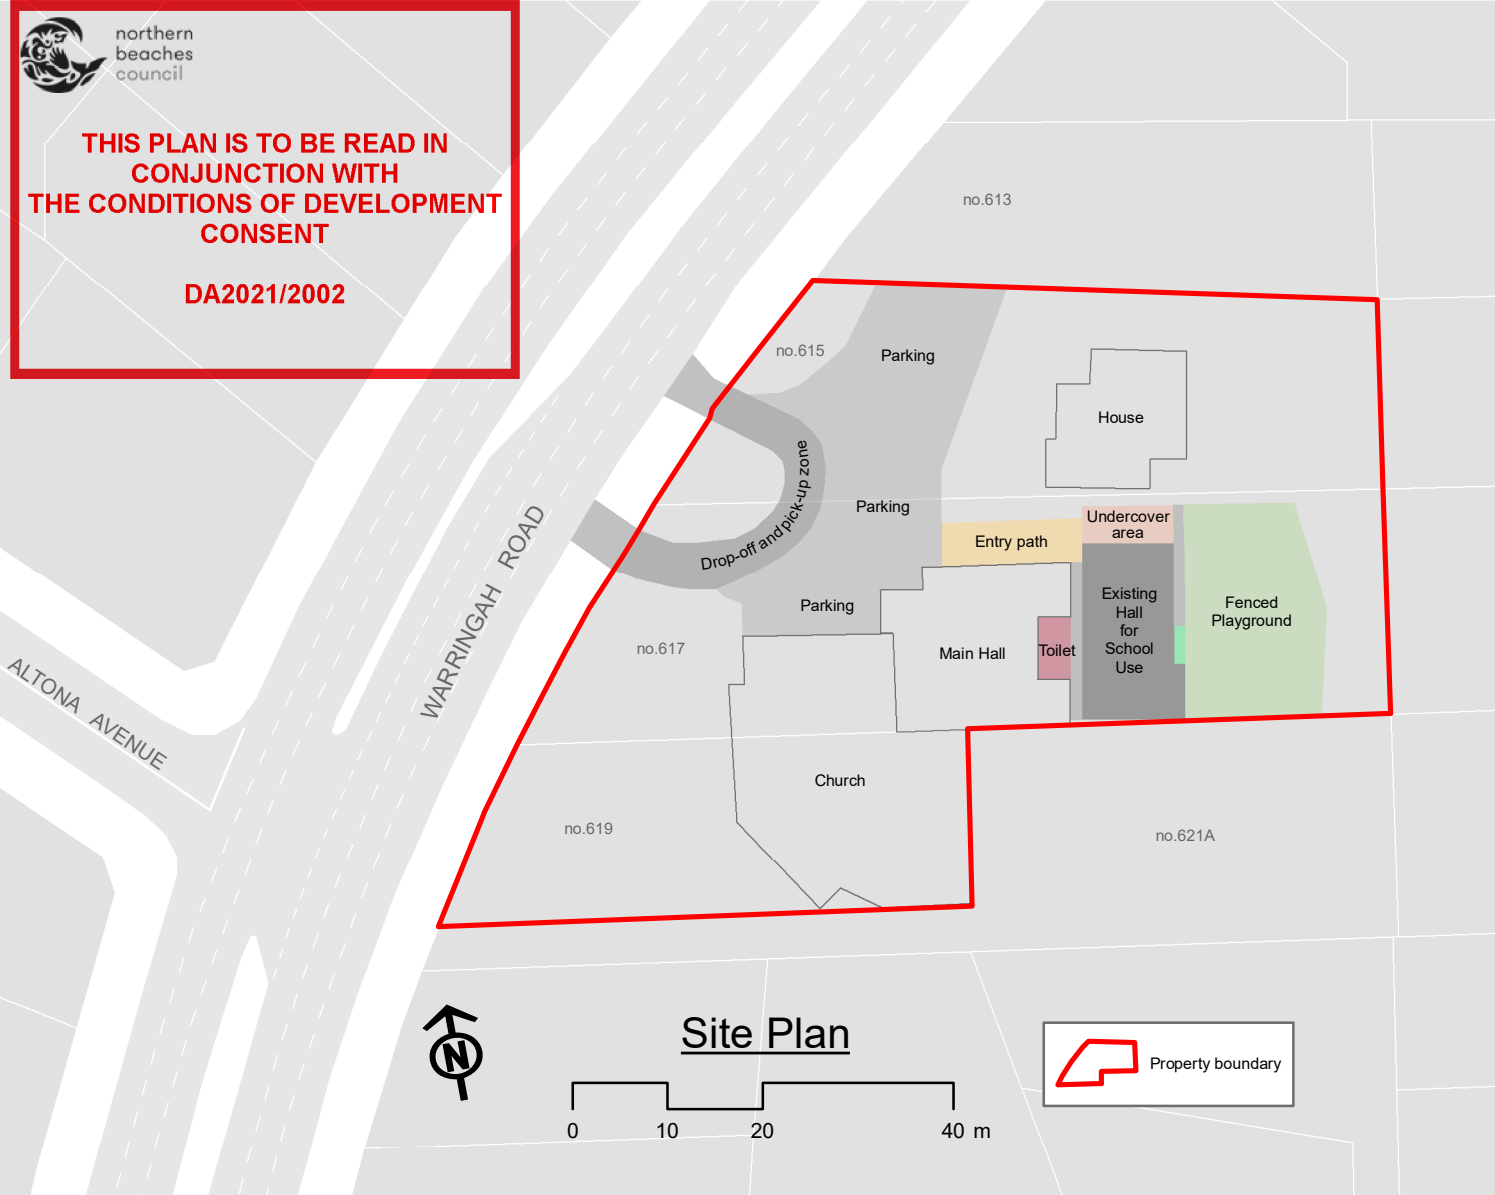 northern
beaches
council
THIS PLAN IS TO BE READ IN
CONJUNCTION WITH
THE CONDITIONS OF DEVELOPMENT
CONSENT
DA2021/2002
no.613
no.615
Parking
House
Parking
Drop-off and pick-up zone
Entry path
Undercover
area
Parking
Existing
Hall
for
School
Use
Fenced
Playground
no.617
Main Hall
Toilet
WARRINGAH ROAD
ALTONA AVENUE
Church
no.619
no.621A
N
Site Plan
0 10 20 40 m
Property boundary